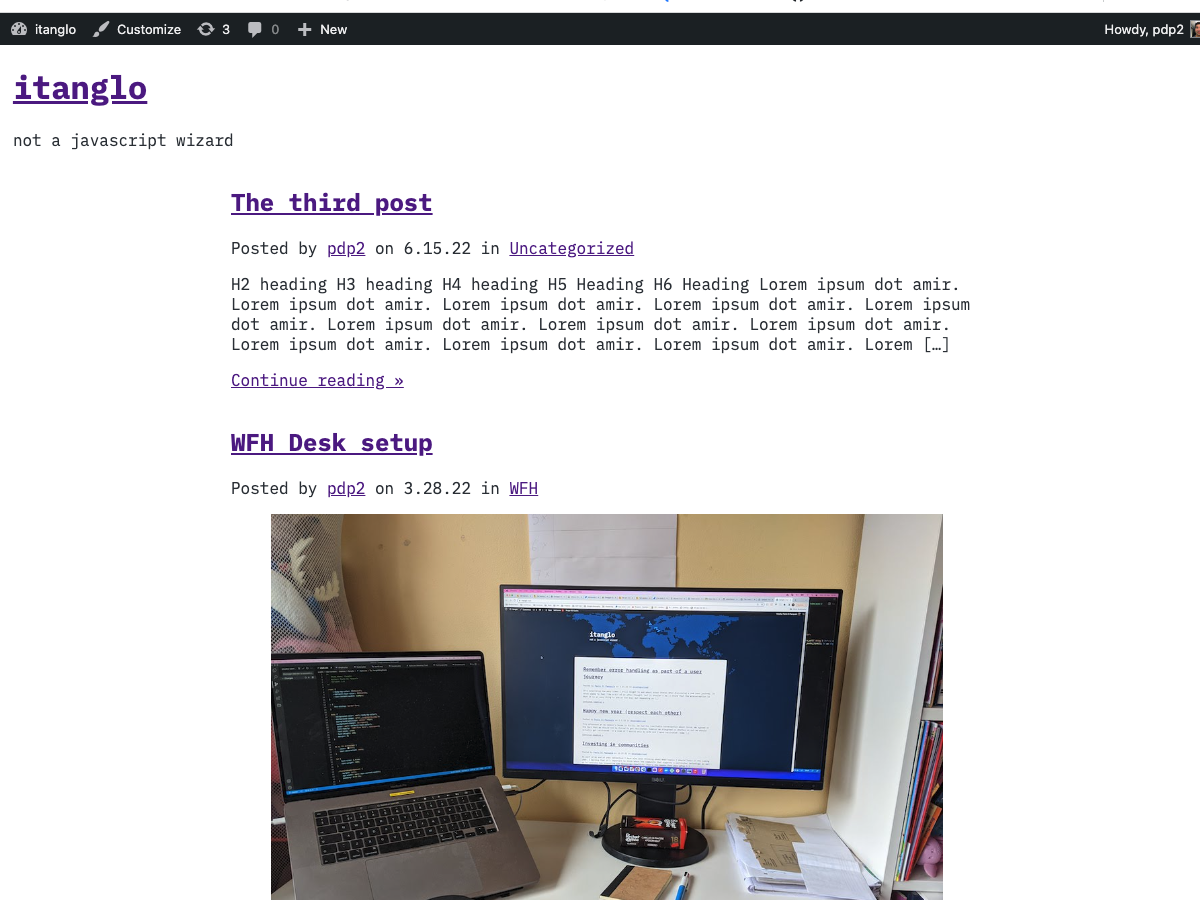 itanglo Customize 3 0 New Howdy, pdp2
itanglo
not a javascript wizard
The third post
Posted by pdp2 on 6.15.22 in Uncategorized
H2 heading H3 heading H4 heading H5 Heading H6 Heading Lorem ipsum dot amir.
Lorem ipsum dot amir. Lorem ipsum dot amir. Lorem ipsum dot amir. Lorem ipsum
dot amir. Lorem ipsum dot amir. Lorem ipsum dot amir. Lorem ipsum dot amir.
Lorem ipsum dot amir. Lorem ipsum dot amir. Lorem ipsum dot amir. Lorem […]
Continue reading »
WFH Desk setup
Posted by pdp2 on 3.28.22 in WFH
itanglo
Remember error handling as part of a user
journey
Happy new year (respect each other)
Investing in communities